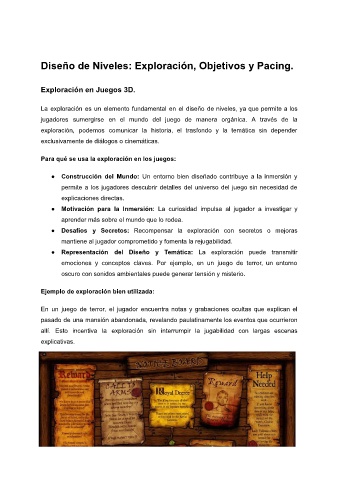 Diseño de Niveles: Exploración, Objetivos y Pacing.
Exploración en Juegos 3D.
La exploración es un elemento fundamental en el diseño de niveles, ya que permite a los
jugadores sumergirse en el mundo del juego de manera orgánica. A través de la
exploración, podemos comunicar la historia, el trasfondo y la temática sin depender
exclusivamente de diálogos o cinemáticas.
Para qué se usa la exploración en los juegos:
● Construcción del Mundo: Un entorno bien diseñado contribuye a la inmersión y
permite a los jugadores descubrir detalles del universo del juego sin necesidad de
explicaciones directas.
● Motivación para la Inmersión: La curiosidad impulsa al jugador a investigar y
aprender más sobre el mundo que lo rodea.
● Desafíos y Secretos: Recompensar la exploración con secretos o mejoras
mantiene al jugador comprometido y fomenta la rejugabilidad.
● Representación del Diseño y Temática: La exploración puede transmitir
emociones y conceptos claves. Por ejemplo, en un juego de terror, un entorno
oscuro con sonidos ambientales puede generar tensión y misterio.
Ejemplo de exploración bien utilizada:
En un juego de terror, el jugador encuentra notas y grabaciones ocultas que explican el
pasado de una mansión abandonada, revelando paulatinamente los eventos que ocurrieron
allí. Esto incentiva la exploración sin interrumpir la jugabilidad con largas escenas
explicativas.
Reward
CALL TO
ARMS
Royal Decree
Reward
Help
Needed